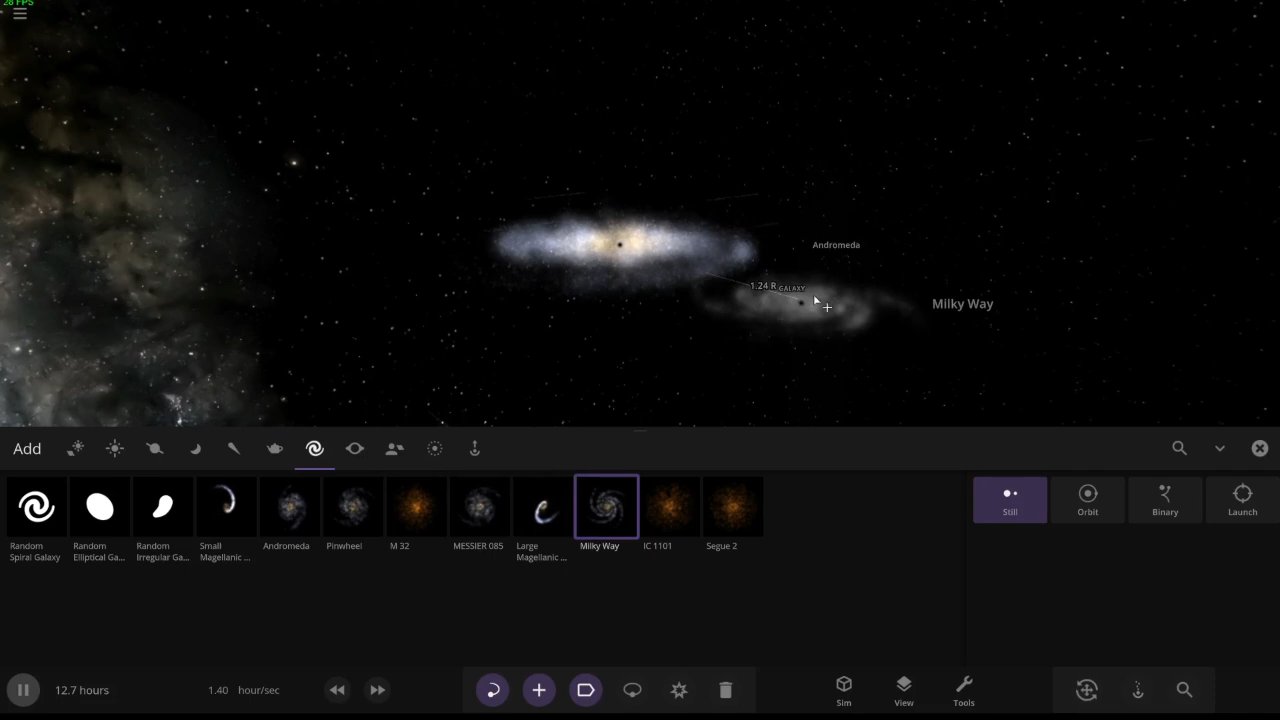 28 FPS
Andromeda
1.24 R GALAXY
Milky Way
Add
Random
Spiral Galaxy
Random
Elliptical Ga...
Random
Irregular Ga...
Small
Magellanic ...
Andromeda
Pinwheel
M 32
MESSIER 085
Large
Magellanic ...
Milky Way
IC 1101
Segue 2
Still
Orbit
Binary
Launch
12.7 hours
1.40 hour/sec
Sim
View
Tools